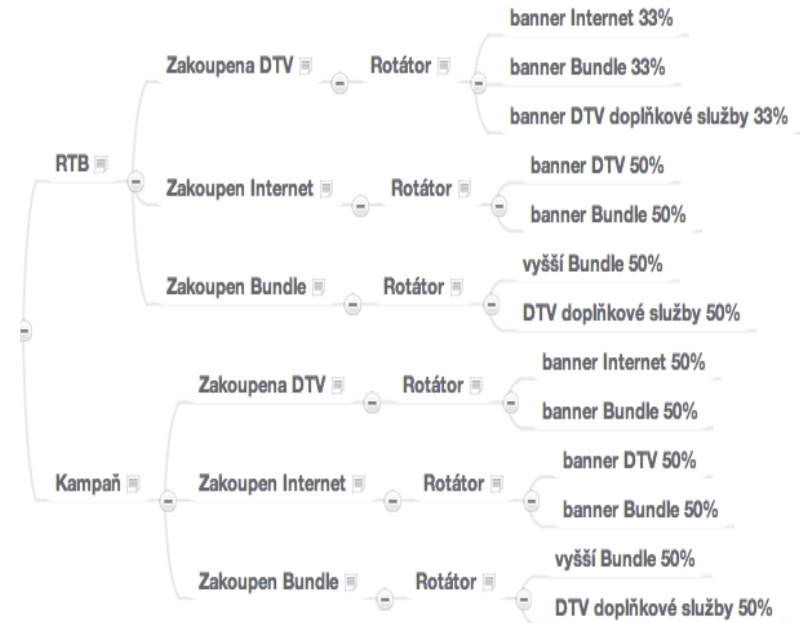 banner Internet 33%
Zakoupena DTV
Rotátor
banner Bundle 33%
banner DTV doplňkové služby 33%
RTB
banner DTV 50%
Zakoupen Internet
Rotátor
banner Bundle 50%
vyšší Bundle 50%
Zakoupen Bundle
Rotátor
DTV doplňkové služby 50%
banner Internet 50%
Zakoupena DTV
Rotátor
banner Bundle 50%
banner DTV 50%
Kampaň
Zakoupen Internet
Rotátor
banner Bundle 50%
vyšší Bundle 50%
Zakoupen Bundle
Rotátor
DTV doplňkové služby 50%